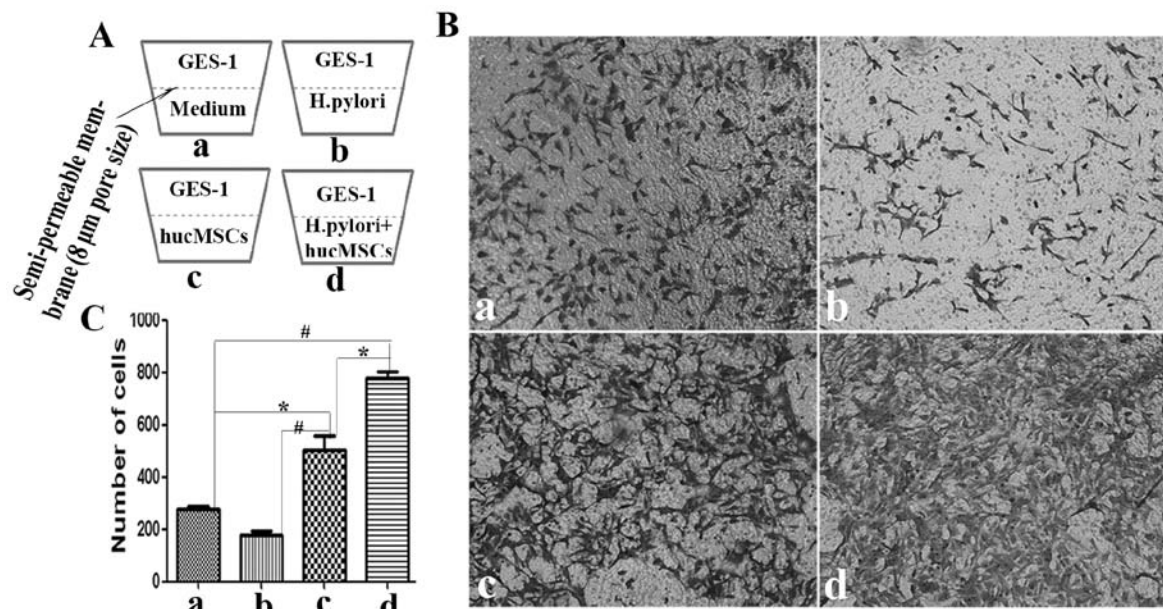 A
GES-1
Medium
a
GES-1
H.pylori
b
GES-1
hucMSCs
c
GES-1
H.pylori+
hucMSCs
d
Semi-permeable mem-
brane(8 μm pore size)
B
a
b
c
d
C
Number of cells
1000
800
600
400
200
0
#
*
*
#
a
b
c
d